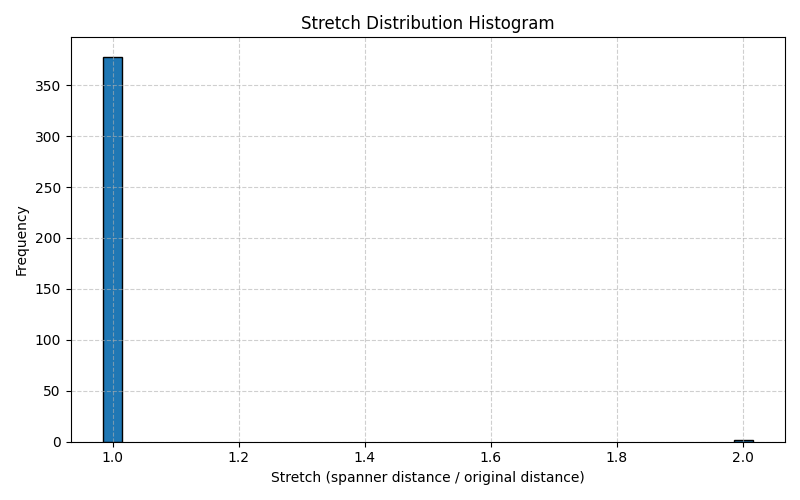 Stretch Distribution Histogram
Frequency
350
300
250
200
150
100
50
0
1.0 1.2 1.4 1.6 1.8 2.0
Stretch (spanner distance / original distance)